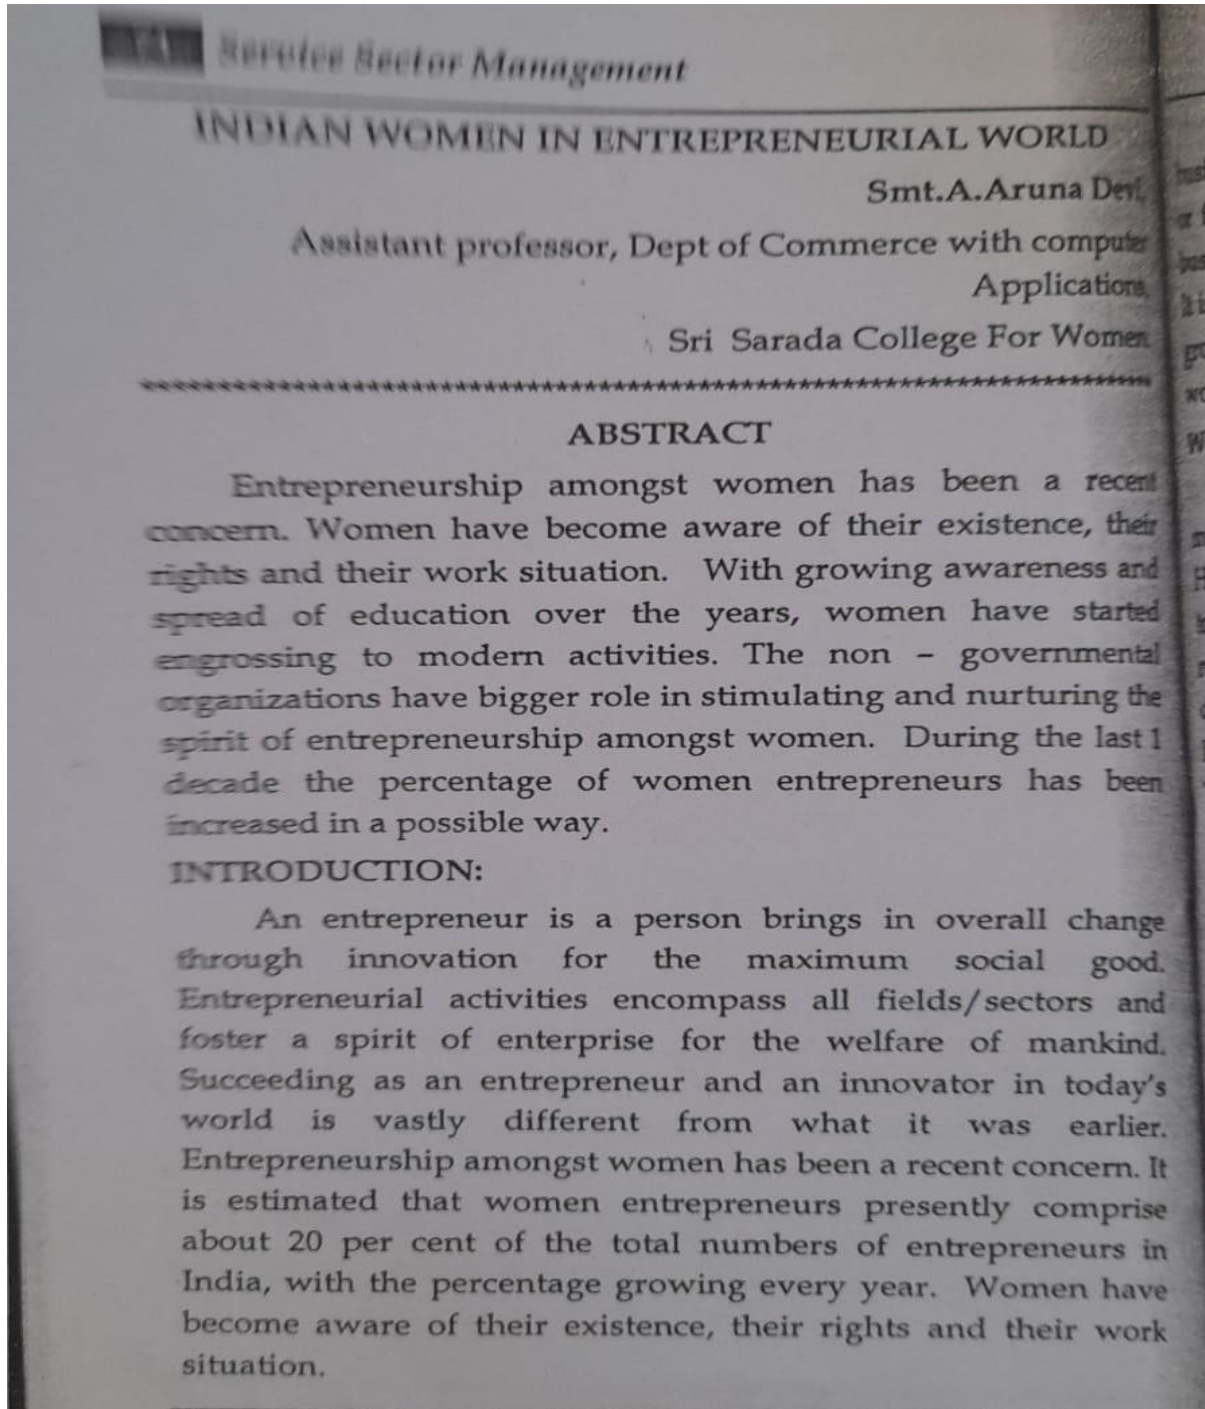 Service Sector Management
INDIAN WOMEN IN ENTREPRENEURIAL WORLD
Smt.A.Aruna Devi,
Assistant professor, Dept of Commerce with computer
Applications,
Sri Sarada College For Women
ABSTRACT
Entrepreneurship amongst women has been a recent
concern. Women have become aware of their existence, their
rights and their work situation. With growing awareness and
spread of education over the years, women have started
engrossing to modern activities. The non – governmental
organizations have bigger role in stimulating and nurturing the
spirit of entrepreneurship amongst women. During the last 1
decade the percentage of women entrepreneurs has been
increased in a possible way.
INTRODUCTION:
An entrepreneur is a person brings in overall change
through innovation for the maximum social good.
Entrepreneurial activities encompass all fields/sectors and
foster a spirit of enterprise for the welfare of mankind.
Succeeding as an entrepreneur and an innovator in today's
world is vastly different from what it was earlier.
Entrepreneurship amongst women has been a recent concern. It
is estimated that women entrepreneurs presently comprise
about 20 per cent of the total numbers of entrepreneurs in
India, with the percentage growing every year. Women have
become aware of their existence, their rights and their work
situation.